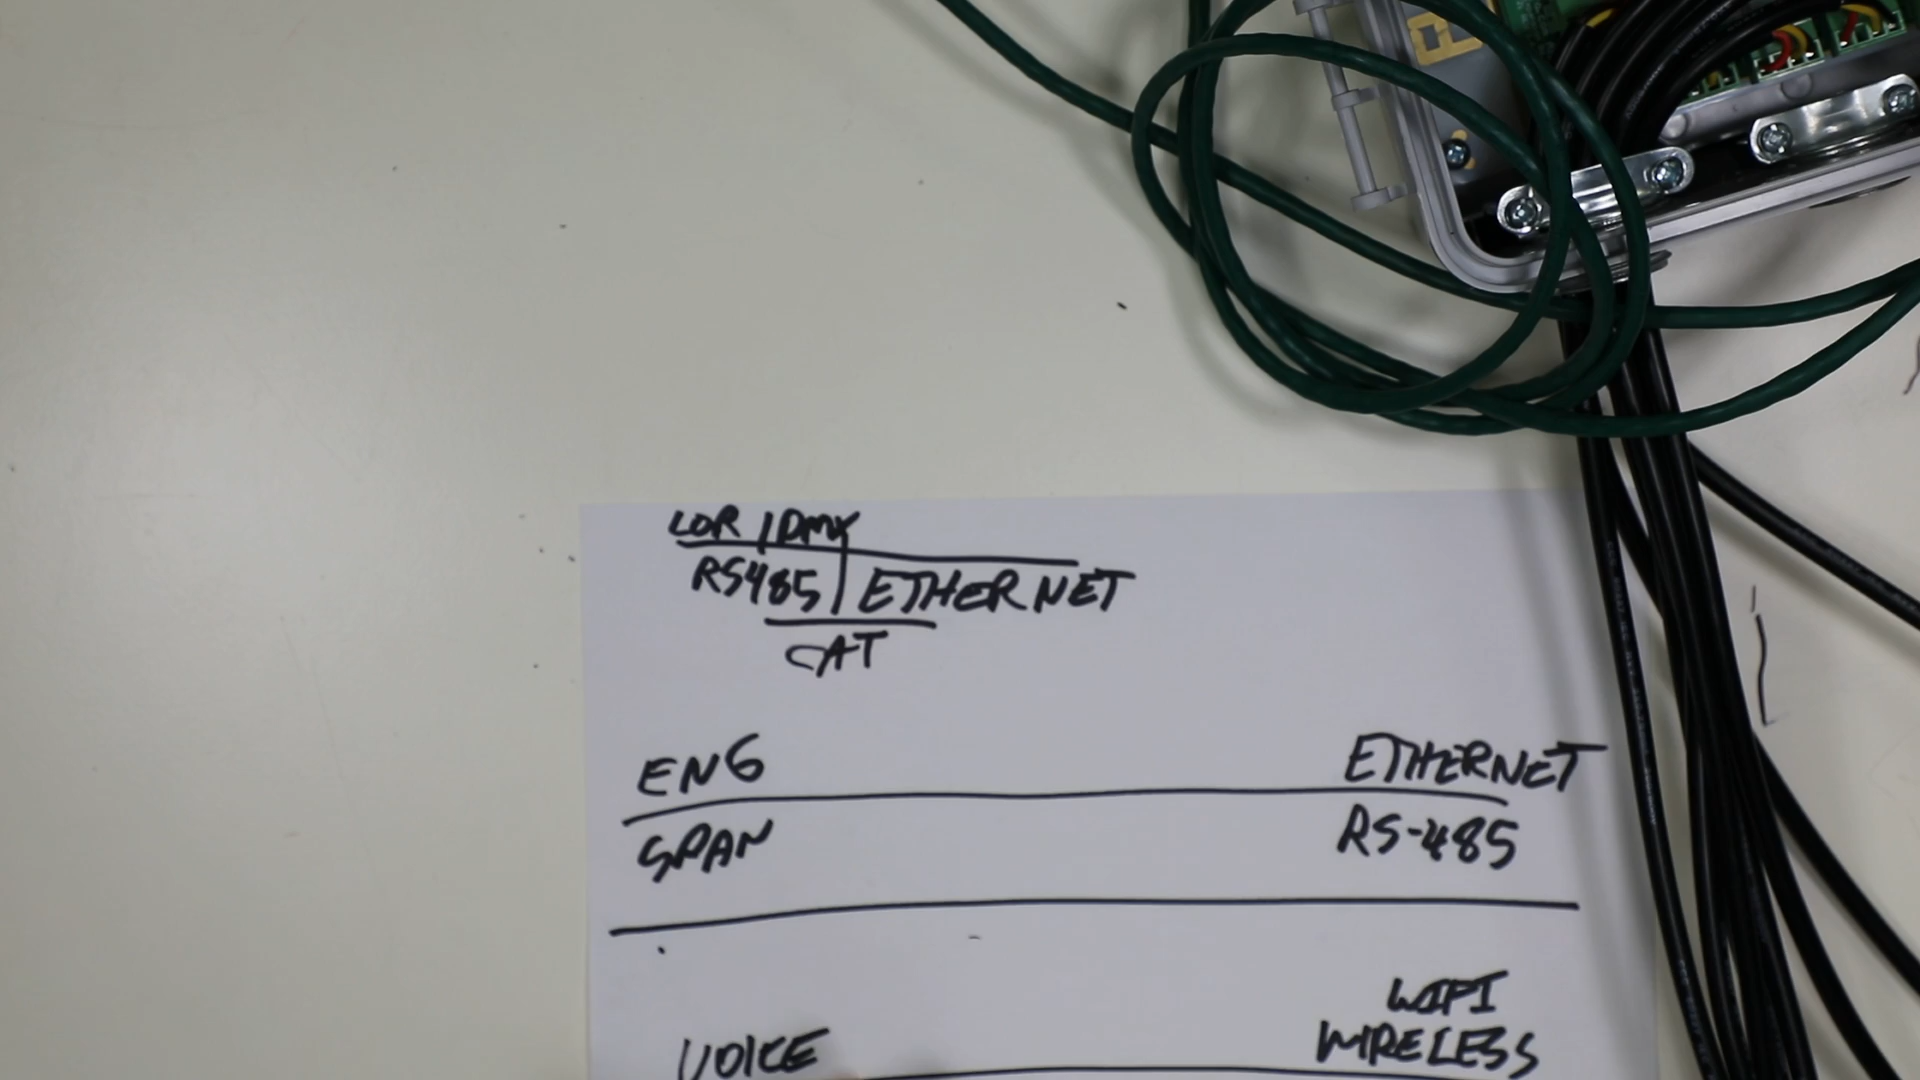 LOR / DMX
RS485 | ETHERNET
CAT
ENG ETHERNET
SPAN RS-485
WIFI
VOICE WIRELESS